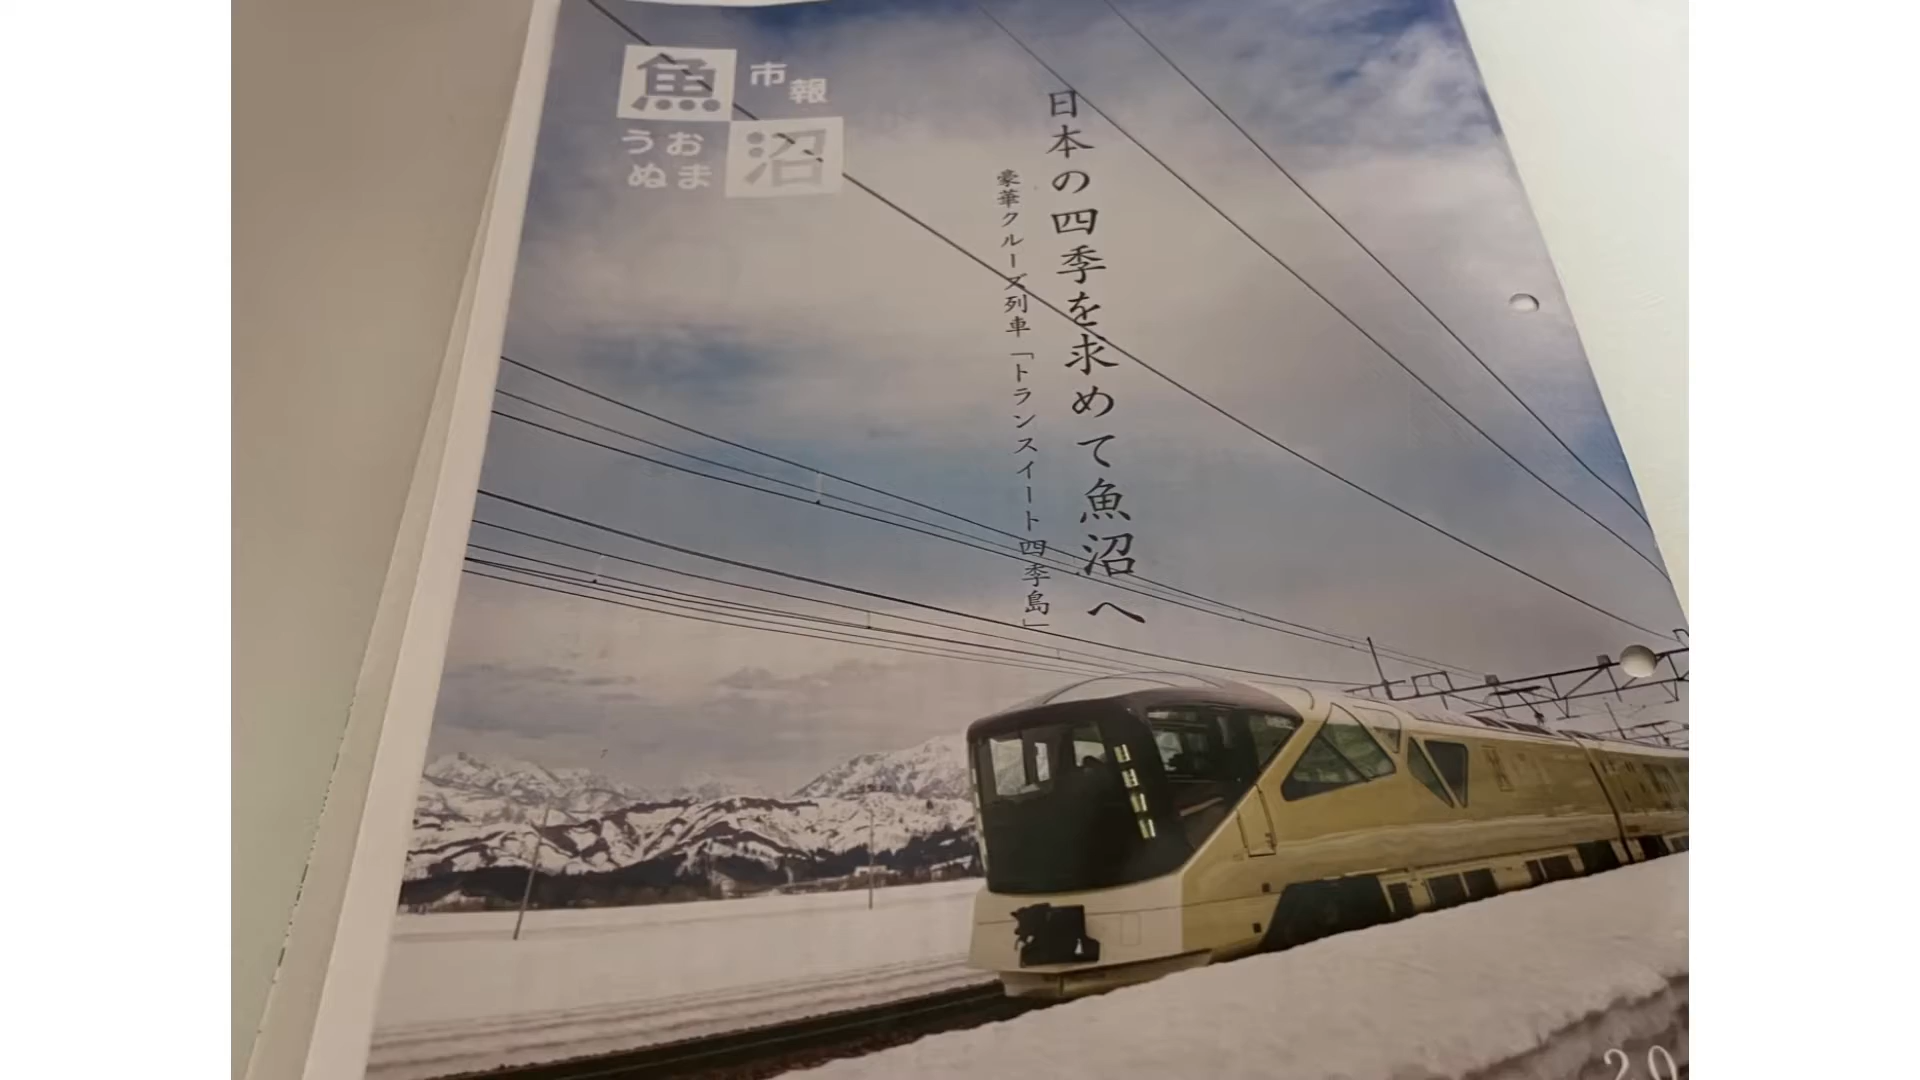 魚沼
市報
うお
ぬま
日本の四季を求めて魚沼へ
豪華クルーズ列車「トランスイート四季島」
20